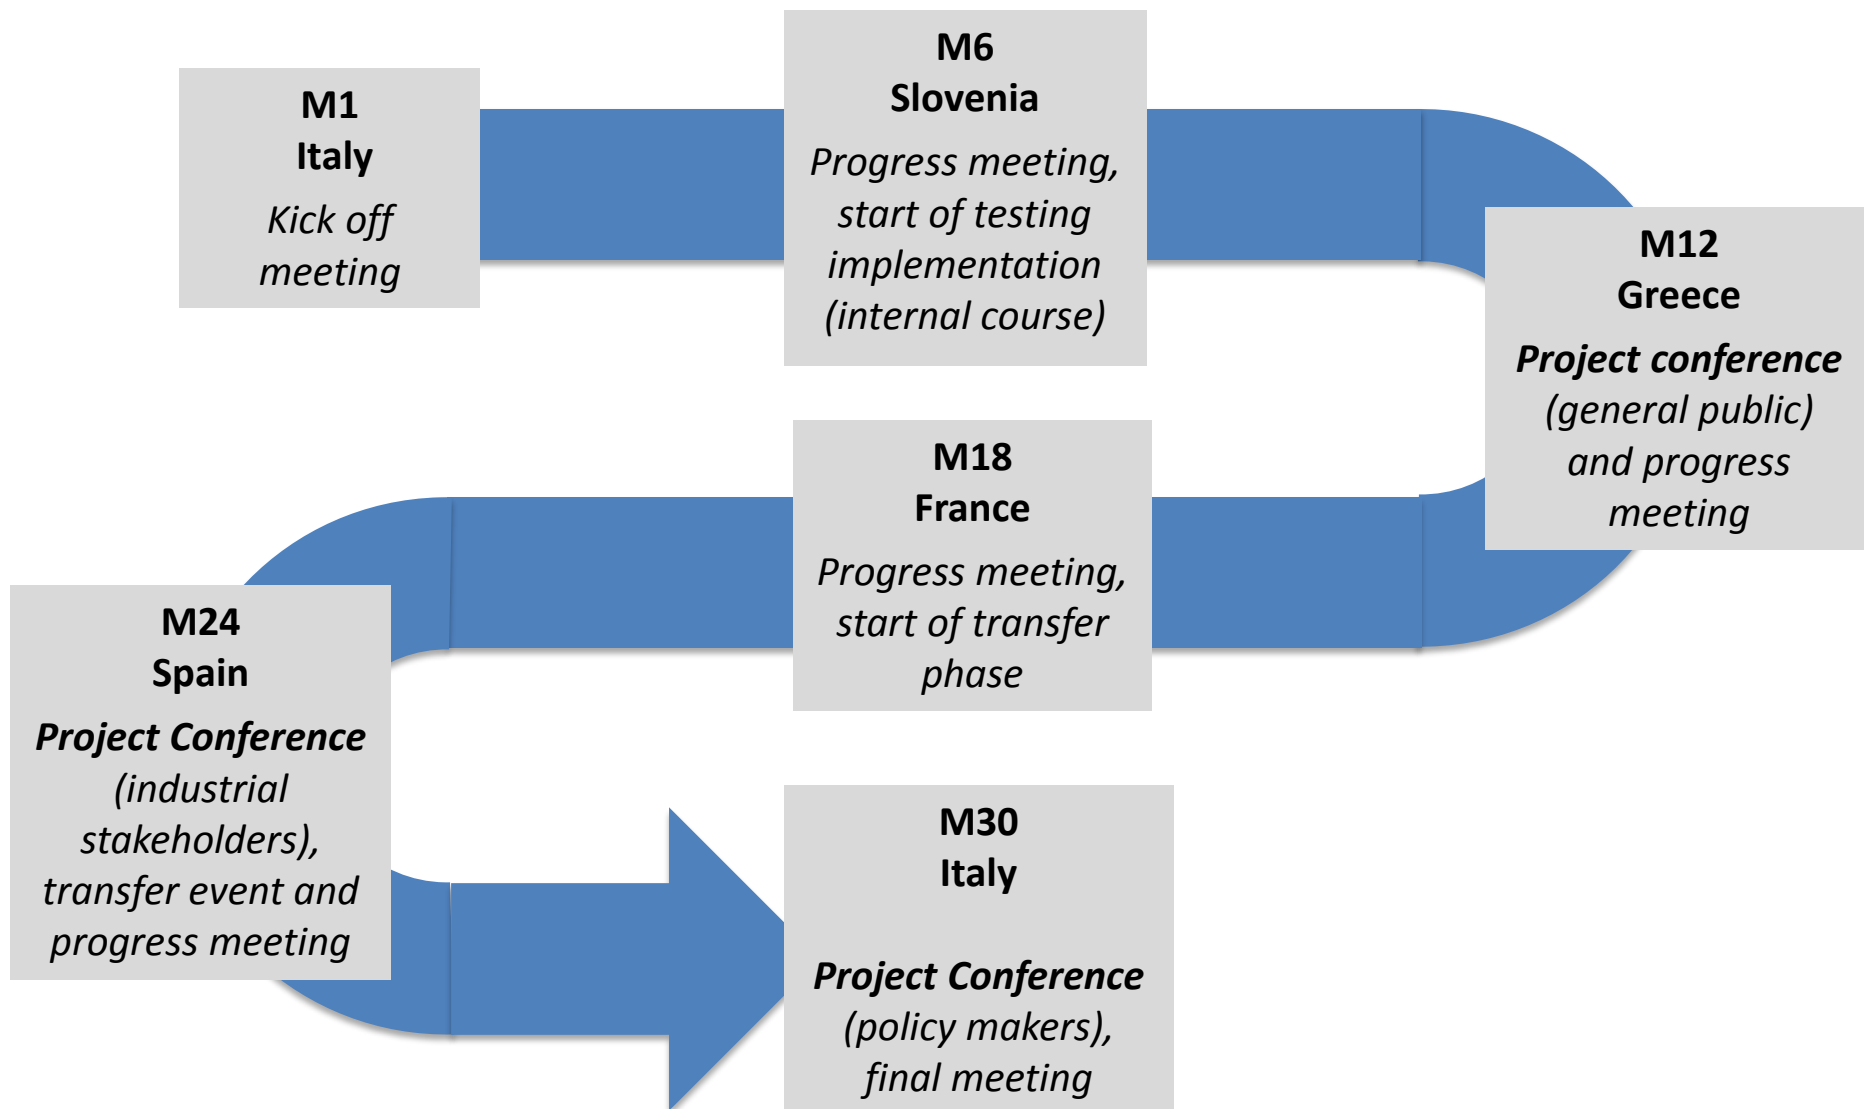 M1
Italy
Kick off
meeting
M6
Slovenia
Progress meeting,
start of testing
implementation
(internal course)
M12
Greece
Project conference
(general public)
and progress
meeting
M18
France
Progress meeting,
start of transfer
phase
M24
Spain
Project Conference
(industrial
stakeholders),
transfer event and
progress meeting
M30
Italy
Project Conference
(policy makers),
final meeting